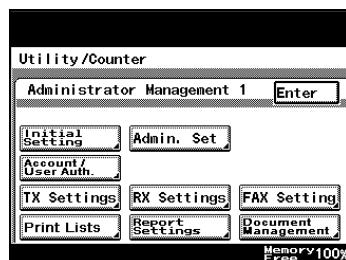 Utility/Counter
Administrator Management 1
Enter
Initial
Setting
Admin. Set
Account/
User Auth.
TX Settings
RX Settings
FAX Setting
Print Lists
Report
Settings
Document
Management
Memory
Free
100%